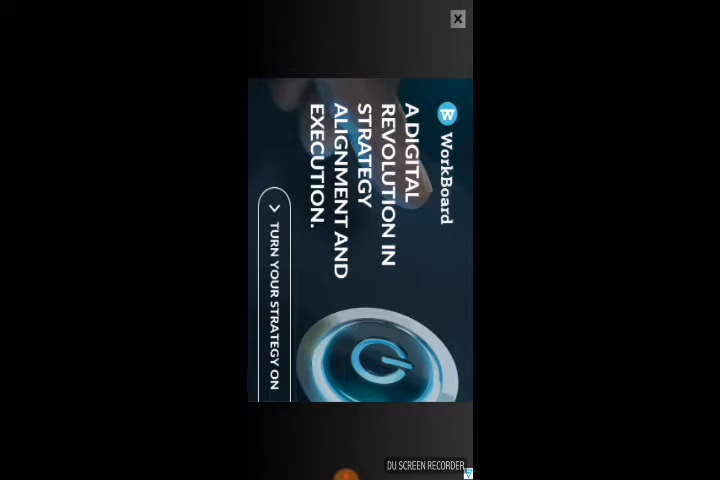 WorkBoard
A DIGITAL
REVOLUTION IN
STRATEGY
ALIGNMENT AND
EXECUTION.
TURN YOUR STRATEGY ON
DU SCREEN RECORDER